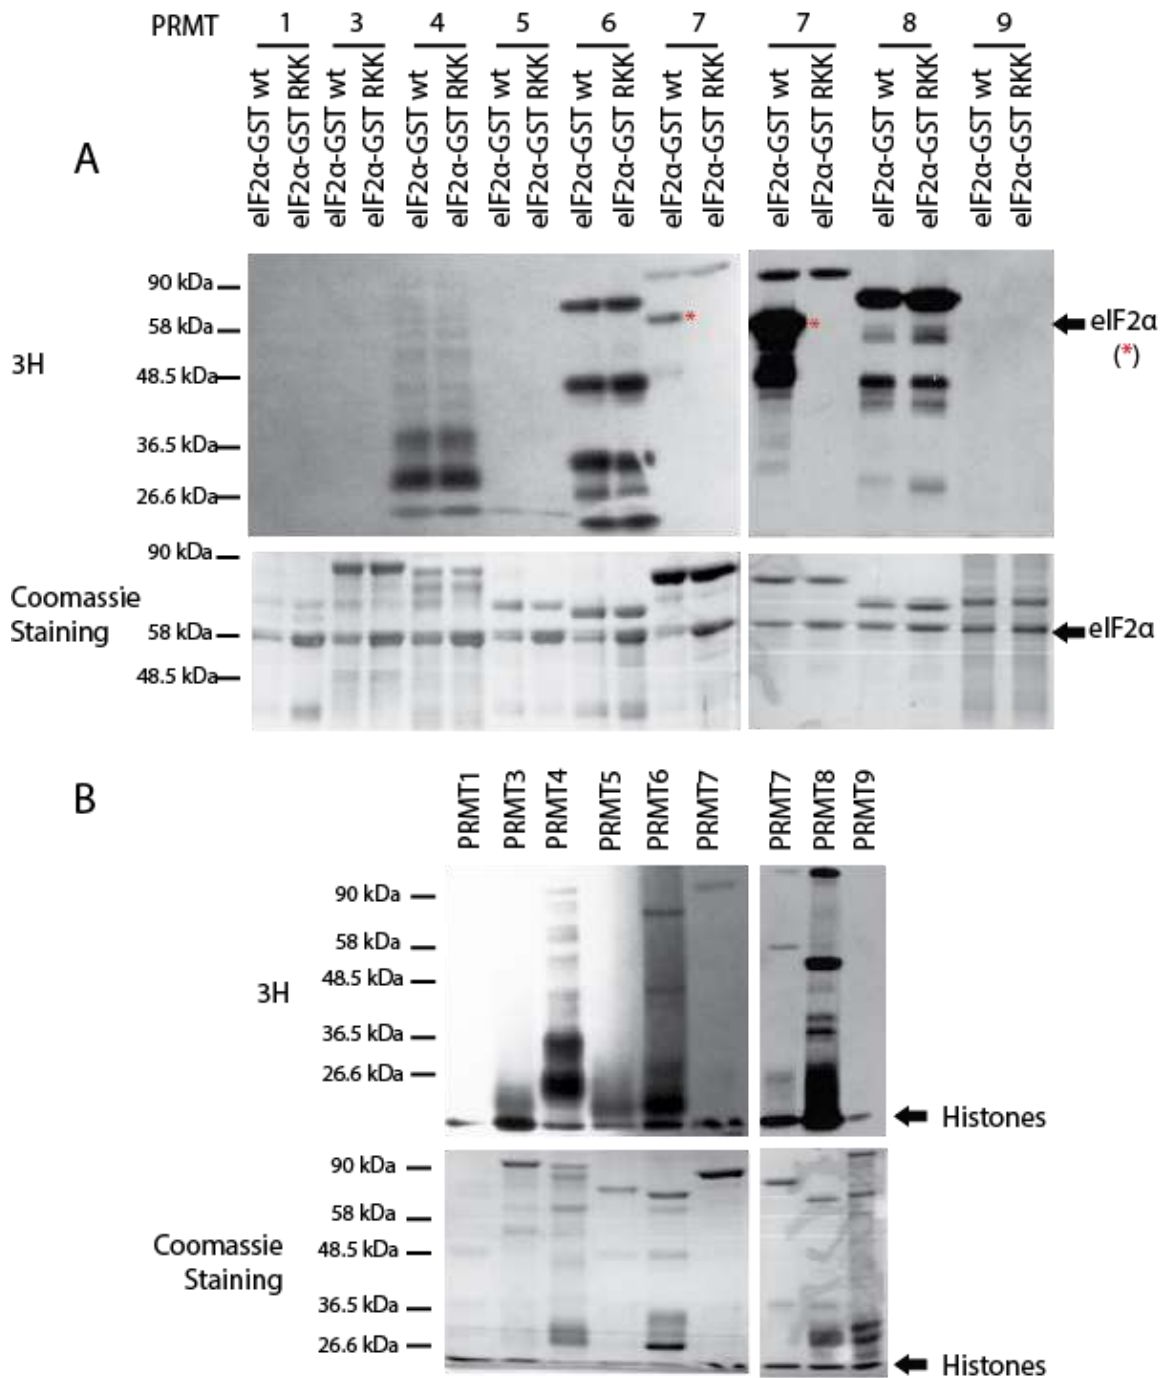 PRMT 1 3 4 5 6 7 7 8 9
eIF2α-GST wt
eIF2α-GST RKK
eIF2α-GST wt
eIF2α-GST RKK
eIF2α-GST wt
eIF2α-GST RKK
eIF2α-GST wt
eIF2α-GST RKK
eIF2α-GST wt
eIF2α-GST RKK
eIF2α-GST wt
eIF2α-GST RKK
eIF2α-GST wt
eIF2α-GST RKK
eIF2α-GST wt
eIF2α-GST RKK
eIF2α-GST wt
eIF2α-GST RKK
A
3H
90 kDa
58 kDa
48.5 kDa
36.5 kDa
26.6 kDa
*
*
eIF2α
(*)
Coomassie
Staining
90 kDa
58 kDa
48.5 kDa
eIF2α
B
PRMT1
PRMT3
PRMT4
PRMT5
PRMT6
PRMT7
PRMT7
PRMT8
PRMT9
3H
90 kDa
58 kDa
48.5 kDa
36.5 kDa
26.6 kDa
Histones
Coomassie
Staining
90 kDa
58 kDa
48.5 kDa
36.5 kDa
26.6 kDa
Histones